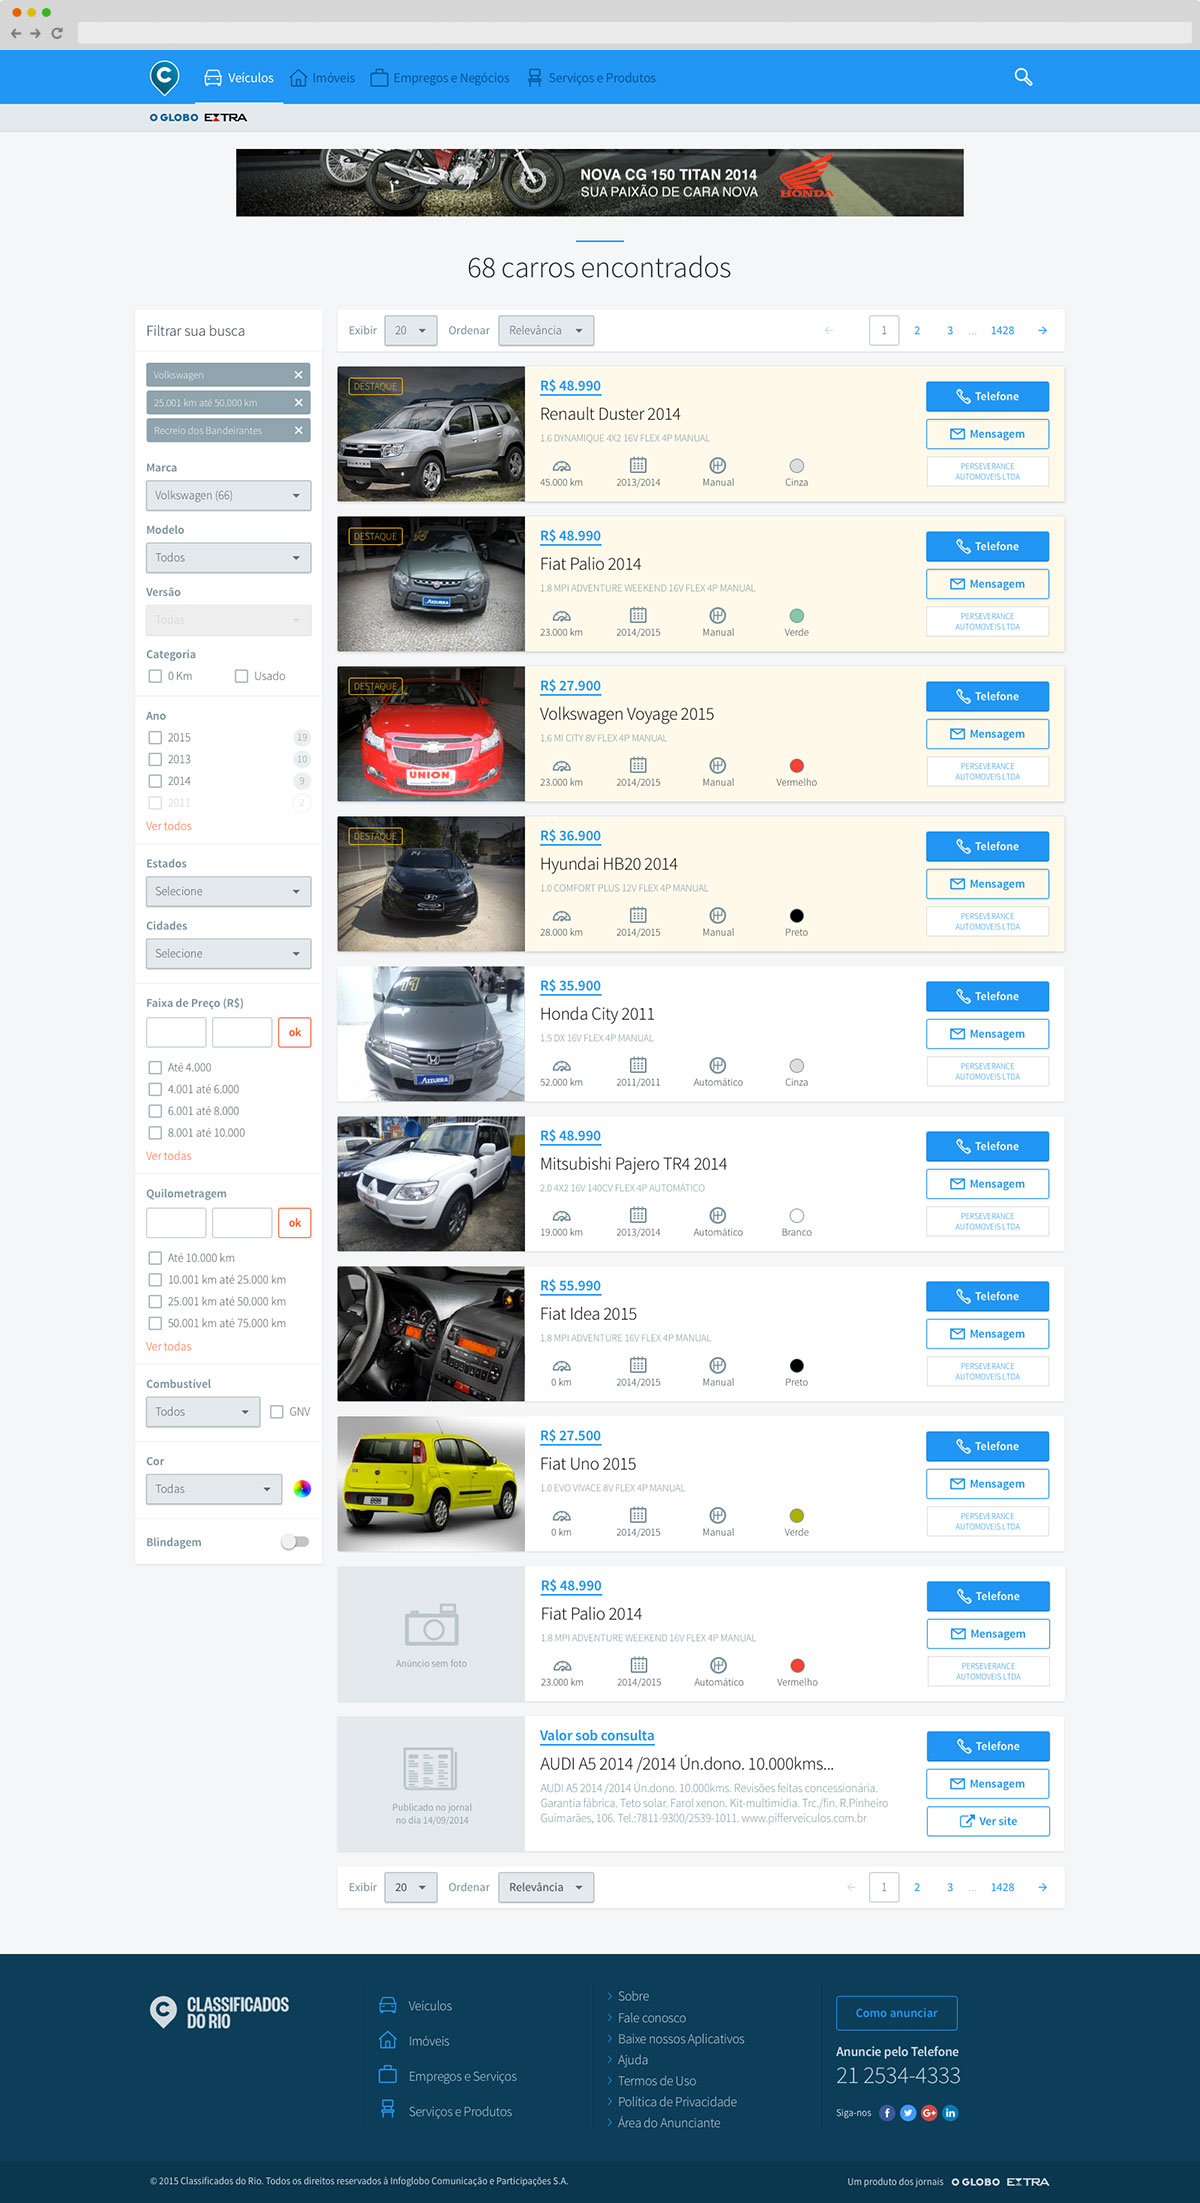 Veículos
Imóveis
Empregos e Negócios
Serviços e Produtos
O GLOBO EXTRA
NOVA CG 150 TITAN 2014
SUA PAIXÃO DE CARA NOVA
HONDA
68 carros encontrados
Filtrar sua busca
Volkswagen
25.001 km até 50.000 km
Recreio dos Bandeirantes
Marca
Volkswagen (66)
Modelo
Todos
Versão
Todas
Categoria
0 Km Usado
Ano
2015 19
2013 10
2014 9
2011 2
Ver todos
Estados
Selecione
Cidades
Selecione
Faixa de Preço (R$)
ok
Até 4.000
4.001 até 6.000
6.001 até 8.000
8.001 até 10.000
Ver todas
Quilometragem
ok
Até 10.000 km
10.001 km até 25.000 km
25.001 km até 50.000 km
50.001 km até 75.000 km
Ver todas
Combustível
Todos GNV
Cor
Todas
Blindagem
Exibir 20 Ordenar Relevância 1 2 3 ... 1428
DESTAQUE
R$ 48.990
Renault Duster 2014
1.6 DYNAMIQUE 4X2 16V FLEX 4P MANUAL
45.000 km 2013/2014 Manual Cinza
Telefone
Mensagem
PERSEVERANCE
AUTOMOVEIS LTDA
DESTAQUE
AZZURRA
R$ 48.990
Fiat Palio 2014
1.8 MPI ADVENTURE WEEKEND 16V FLEX 4P MANUAL
23.000 km 2014/2015 Manual Verde
Telefone
Mensagem
PERSEVERANCE
AUTOMOVEIS LTDA
DESTAQUE
UNION
R$ 27.900
Volkswagen Voyage 2015
1.6 MI CITY 8V FLEX 4P MANUAL
23.000 km 2014/2015 Manual Vermelho
Telefone
Mensagem
PERSEVERANCE
AUTOMOVEIS LTDA
DESTAQUE
R$ 36.900
Hyundai HB20 2014
1.0 COMFORT PLUS 12V FLEX 4P MANUAL
28.000 km 2014/2015 Manual Preto
Telefone
Mensagem
PERSEVERANCE
AUTOMOVEIS LTDA
AZZURRA
R$ 35.900
Honda City 2011
1.5 DX 16V FLEX 4P MANUAL
52.000 km 2011/2011 Automático Cinza
Telefone
Mensagem
PERSEVERANCE
AUTOMOVEIS LTDA
R$ 48.990
Mitsubishi Pajero TR4 2014
2.0 4X2 16V 140CV FLEX 4P AUTOMÁTICO
19.000 km 2013/2014 Automático Branco
Telefone
Mensagem
PERSEVERANCE
AUTOMOVEIS LTDA
R$ 55.990
Fiat Idea 2015
1.8 MPI ADVENTURE 16V FLEX 4P MANUAL
0 km 2014/2015 Manual Preto
Telefone
Mensagem
PERSEVERANCE
AUTOMOVEIS LTDA
R$ 27.500
Fiat Uno 2015
1.0 EVO VIVACE 8V FLEX 4P MANUAL
0 km 2014/2015 Manual Verde
Telefone
Mensagem
PERSEVERANCE
AUTOMOVEIS LTDA
Anúncio sem foto
R$ 48.990
Fiat Palio 2014
1.8 MPI ADVENTURE WEEKEND 16V FLEX 4P MANUAL
23.000 km 2014/2015 Automático Vermelho
Telefone
Mensagem
PERSEVERANCE
AUTOMOVEIS LTDA
Publicado no jornal
no dia 14/09/2014
Valor sob consulta
AUDI A5 2014 /2014 Ún.dono. 10.000kms...
AUDI A5 2014 /2014 Ún.dono. 10.000kms. Revisões feitas concessionária.
Garantia fábrica. Teto solar. Farol xenon. Kit-multimídia. Trc./fin. R.Pinheiro
Guimarães, 106. Tel.:7811-9300/2539-1011. www.pifferveiculos.com.br
Telefone
Mensagem
Ver site
Exibir 20 Ordenar Relevância 1 2 3 ... 1428
CLASSIFICADOS
DO RIO
Veículos
Imóveis
Empregos e Serviços
Serviços e Produtos
Sobre
Fale conosco
Baixe nossos Aplicativos
Ajuda
Termos de Uso
Política de Privacidade
Área do Anunciante
Como anunciar
Anuncie pelo Telefone
21 2534-4333
Siga-nos
© 2015 Classificados do Rio. Todos os direitos reservados à Infoglobo Comunicação e Participações S.A.
Um produto dos jornais O GLOBO EXTRA